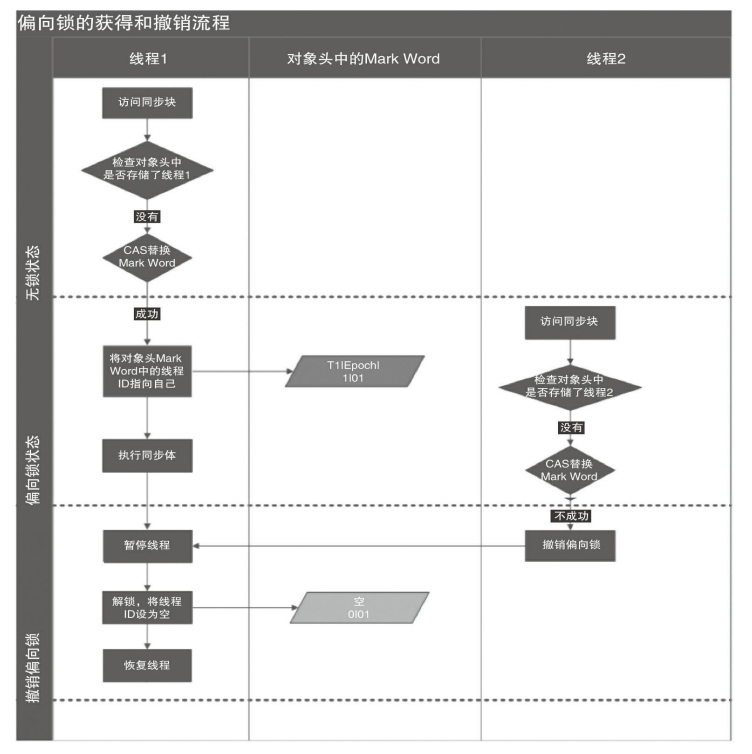 偏向锁的获得和撤销流程
线程1
对象头中的Mark Word
线程2
无锁状态
访问同步块
检查对象头中
是否存储了线程1
没有
CAS替换
Mark Word
偏向锁状态
成功
将对象头Mark
Word中的线程
ID指向自己
T1|Epoch|
1|01
执行同步体
访问同步块
检查对象头中
是否存储了线程2
没有
CAS替换
Mark Word
不成功
撤销偏向锁
暂停线程
撤销偏向锁
解锁，将线程
ID设为空
空
0|01
恢复线程